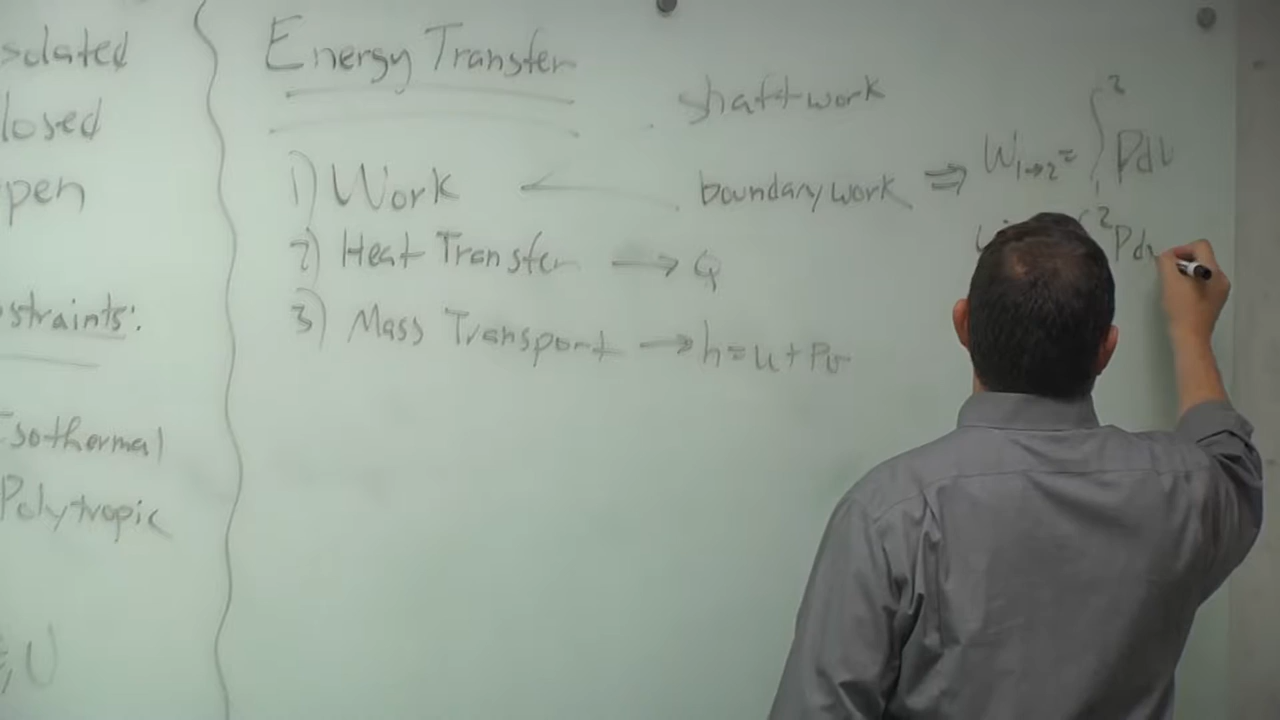 solated
losed
pen
straints:
Isothermal
Polytropic
, U
Energy Transfer
shaft work
1) Work ← boundary work ⇒ W1→2 = ∫₁² PdV
2) Heat Transfer → Q
∫² Pdv
3) Mass Transport → h = u + Pv